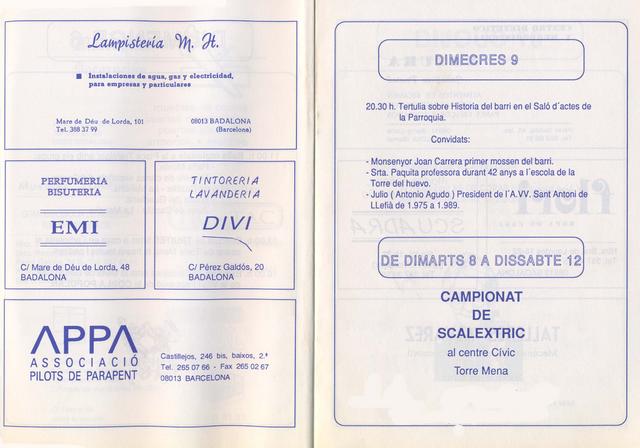 Lampisteria M. H.
Instalaciones de agua, gas y electricidad,
para empresas y particulares
Mare de Deu de Lorda, 101
Tel. 388 37 99
08013 BADALONA
(Barcelona)
PERFUMERIA
BISUTERIA
EMI
C/ Mare de Déu de Lorda, 48
BADALONA
TINTORERIA
LAVANDERIA
DIVI
C/ Pérez Galdós, 20
BADALONA
APPA
ASSOCIACIÓ
PILOTS DE PARAPENT
Castillejos, 246 bis, baixos, 2.ª
Tel. 265 07 66 - Fax 265 02 67
08013 BARCELONA
DIMECRES 9
20.30 h. Tertulia sobre Historia del barri en el Saló d´actes de
la Parroquia.
Convidats:
- Monsenyor Joan Carrera primer mossen del barri.
- Srta. Paquita professora durant 42 anys a l´escola de la
Torre del huevo.
- Julio ( Antonio Agudo ) President de l´A.VV. Sant Antoni de
LLefià de 1.975 a 1.989.
DE DIMARTS 8 A DISSABTE 12
CAMPIONAT
DE
SCALEXTRIC
al centre Cívic
Torre Mena